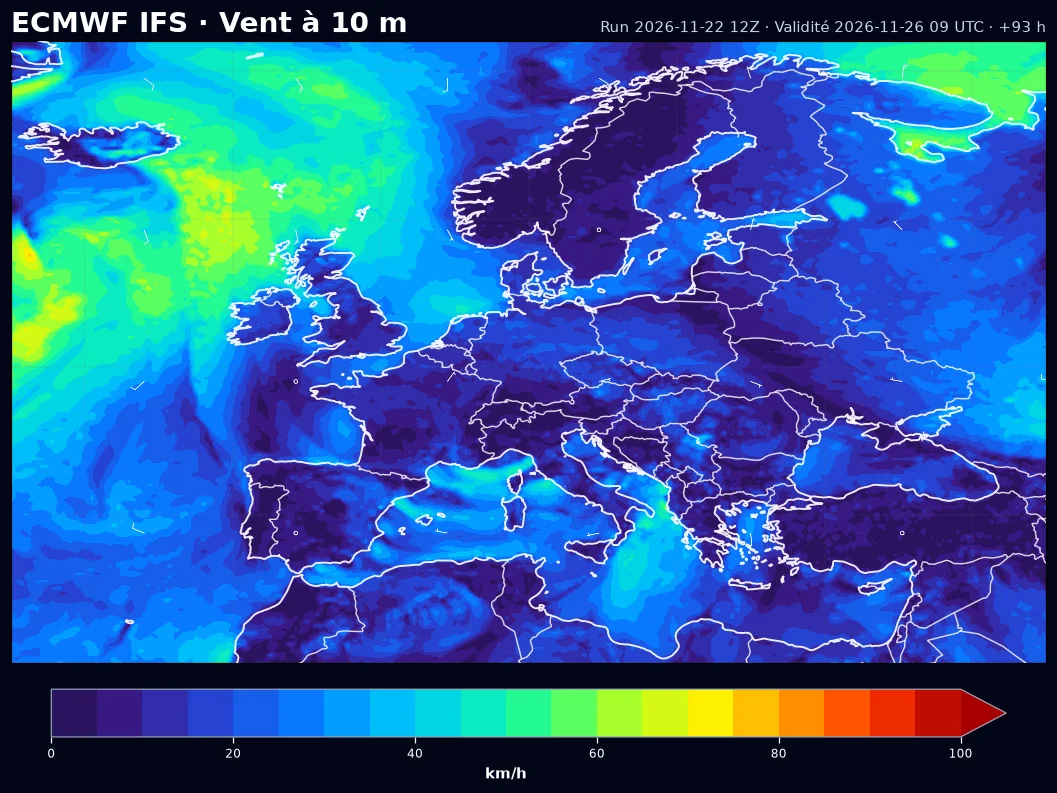 ECMWF IFS · Vent à 10 m
Run 2026-11-22 12Z · Validité 2026-11-26 09 UTC · +93 h
0 20 40 60 80 100
km/h